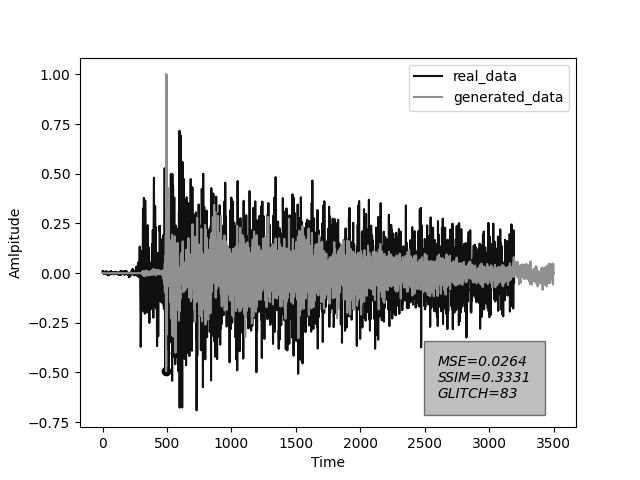 real_data
generated_data
1.00
0.75
0.50
0.25
0.00
−0.25
−0.50
−0.75
Amlpitude
MSE=0.0264
SSIM=0.3331
GLITCH=83
0 500 1000 1500 2000 2500 3000 3500
Time